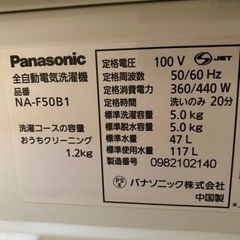 Panasonic
全自動電気洗濯機
品番
NA-F50B1
洗濯コースの容量
おうちクリーニング
1.2kg
定格電圧 100 V JET
定格周波数 50/60 Hz
定格消費電力 360/440 W
定格時間 洗いのみ 20分
標準洗濯容量 5.0 kg
標準脱水容量 5.0 kg
標準水量 47 L
標準使用水量 117 L
製造番号 0982102140
パナソニック株式会
中国製